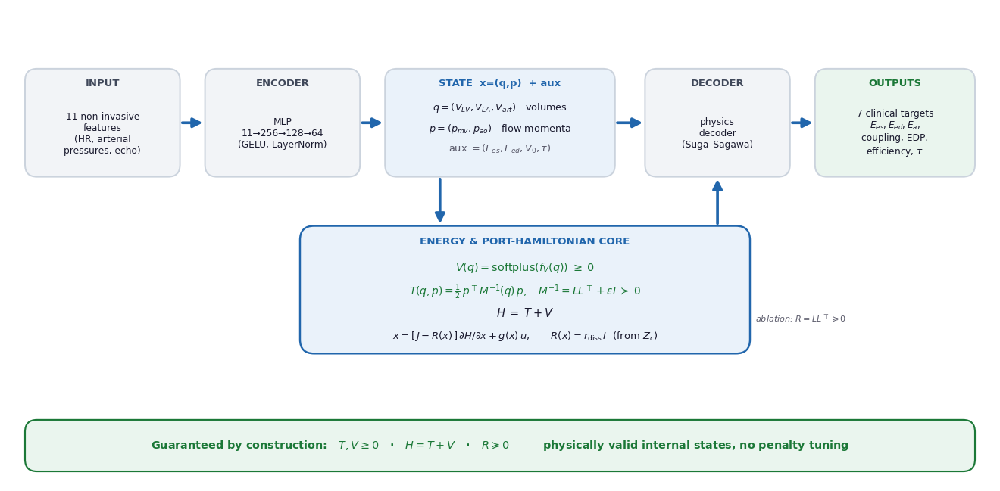 INPUT
11 non-invasive
features
(HR, arterial
pressures, echo)
ENCODER
MLP
11→256→128→64
(GELU, LayerNorm)
STATE x=(q,p) + aux
q = (V_LV, V_LA, V_art) volumes
p = (p_mv, p_ao) flow momenta
aux = (E_es, E_ed, V_0, τ)
DECODER
physics
decoder
(Suga–Sagawa)
OUTPUTS
7 clinical targets
E_es, E_ed, E_a,
coupling, EDP,
efficiency, τ
ENERGY & PORT-HAMILTONIAN CORE
V(q) = softplus(f_V(q)) ≥ 0
T(q, p) = ½ p^⊤ M^−1(q) p, M^−1 = LL^⊤ + εI ≻ 0
H = T + V
ẋ = [J − R(x)] ∂H/∂x + g(x) u, R(x) = r_diss I (from Z_c)
ablation: R = LL^⊤ ≽ 0
Guaranteed by construction: T, V ≥ 0 · H = T + V · R ≽ 0 — physically valid internal states, no penalty tuning